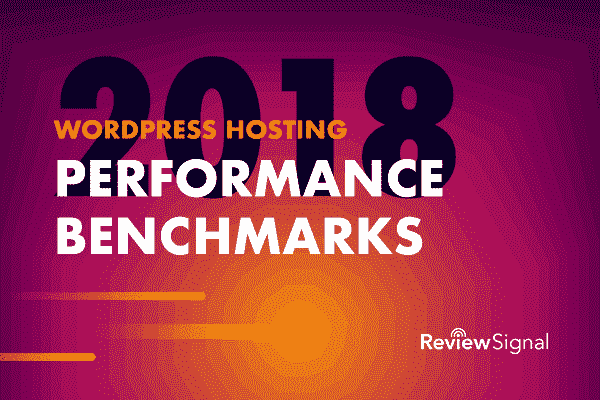 2018
WORDPRESS HOSTING
PERFORMANCE
BENCHMARKS
ReviewSignal